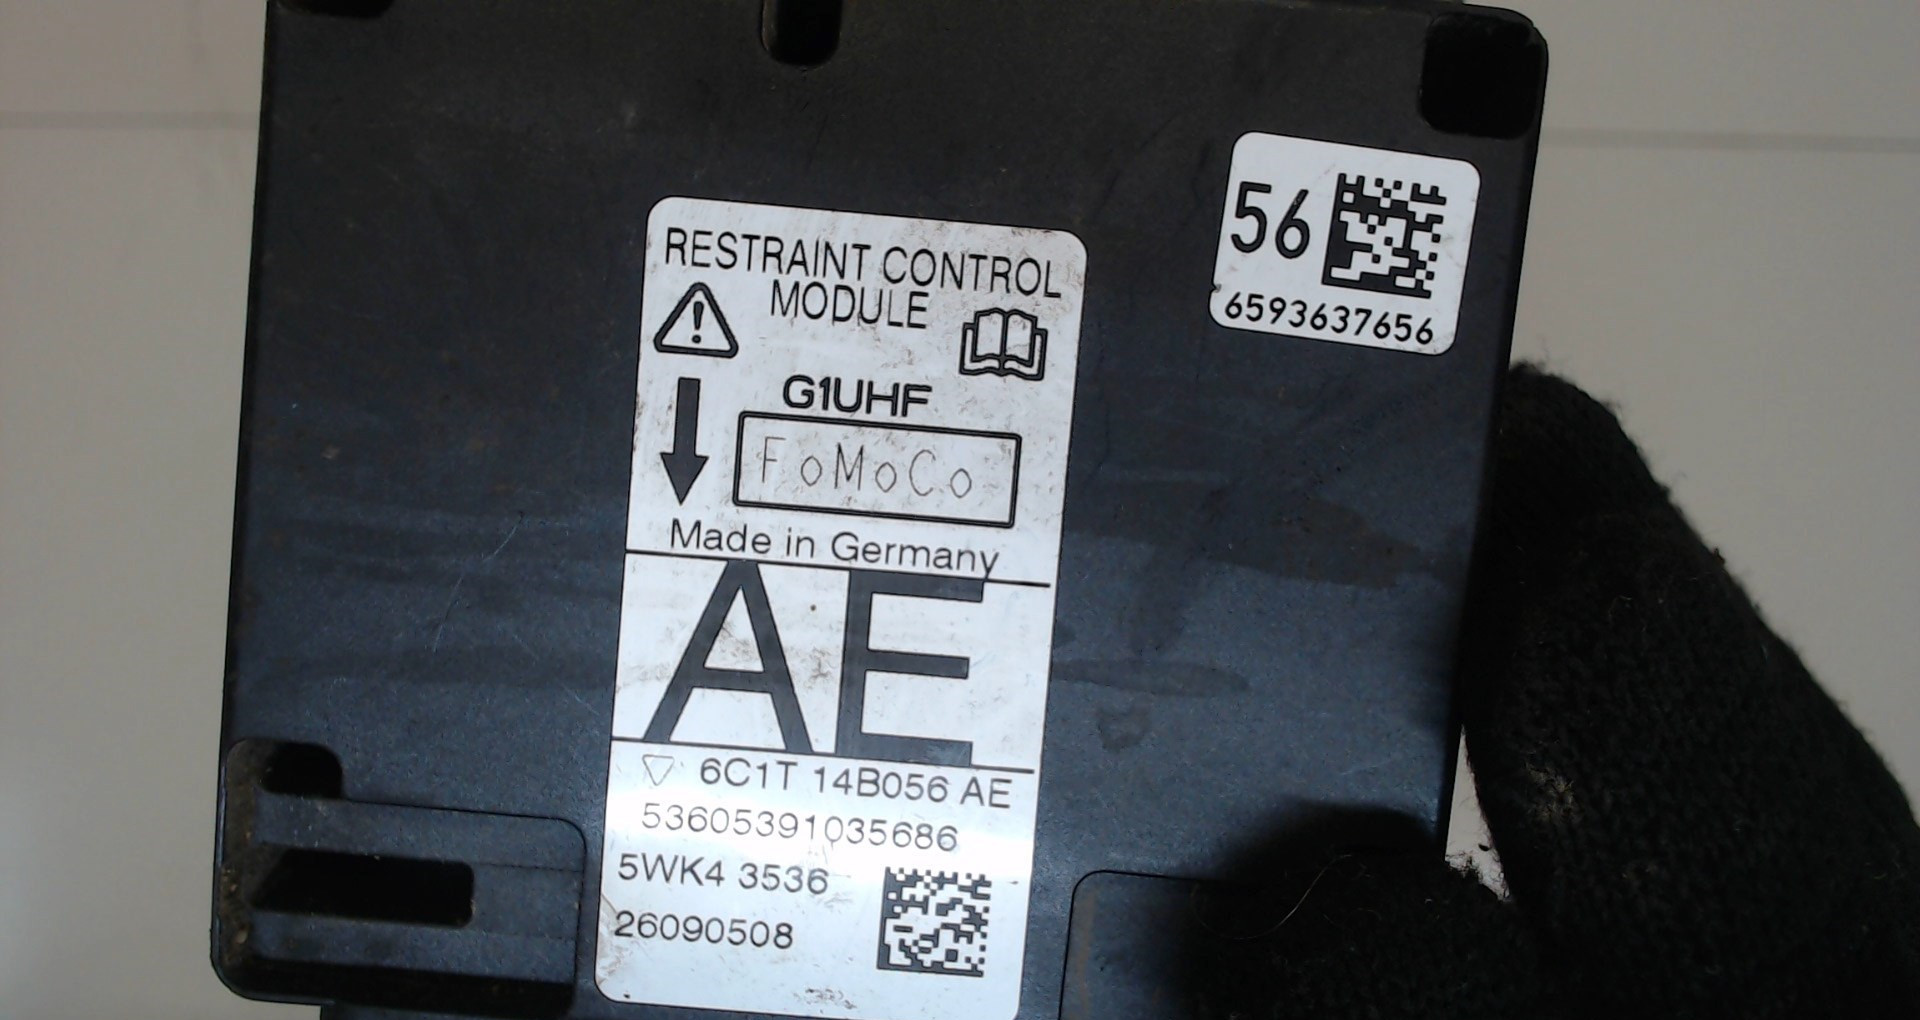 RESTRAINT CONTROL
MODULE
G1UHF
FoMoCo
Made in Germany
AE
6C1T 14B056 AE
53605391035686
5WK4 3536
26090508
56
6593637656